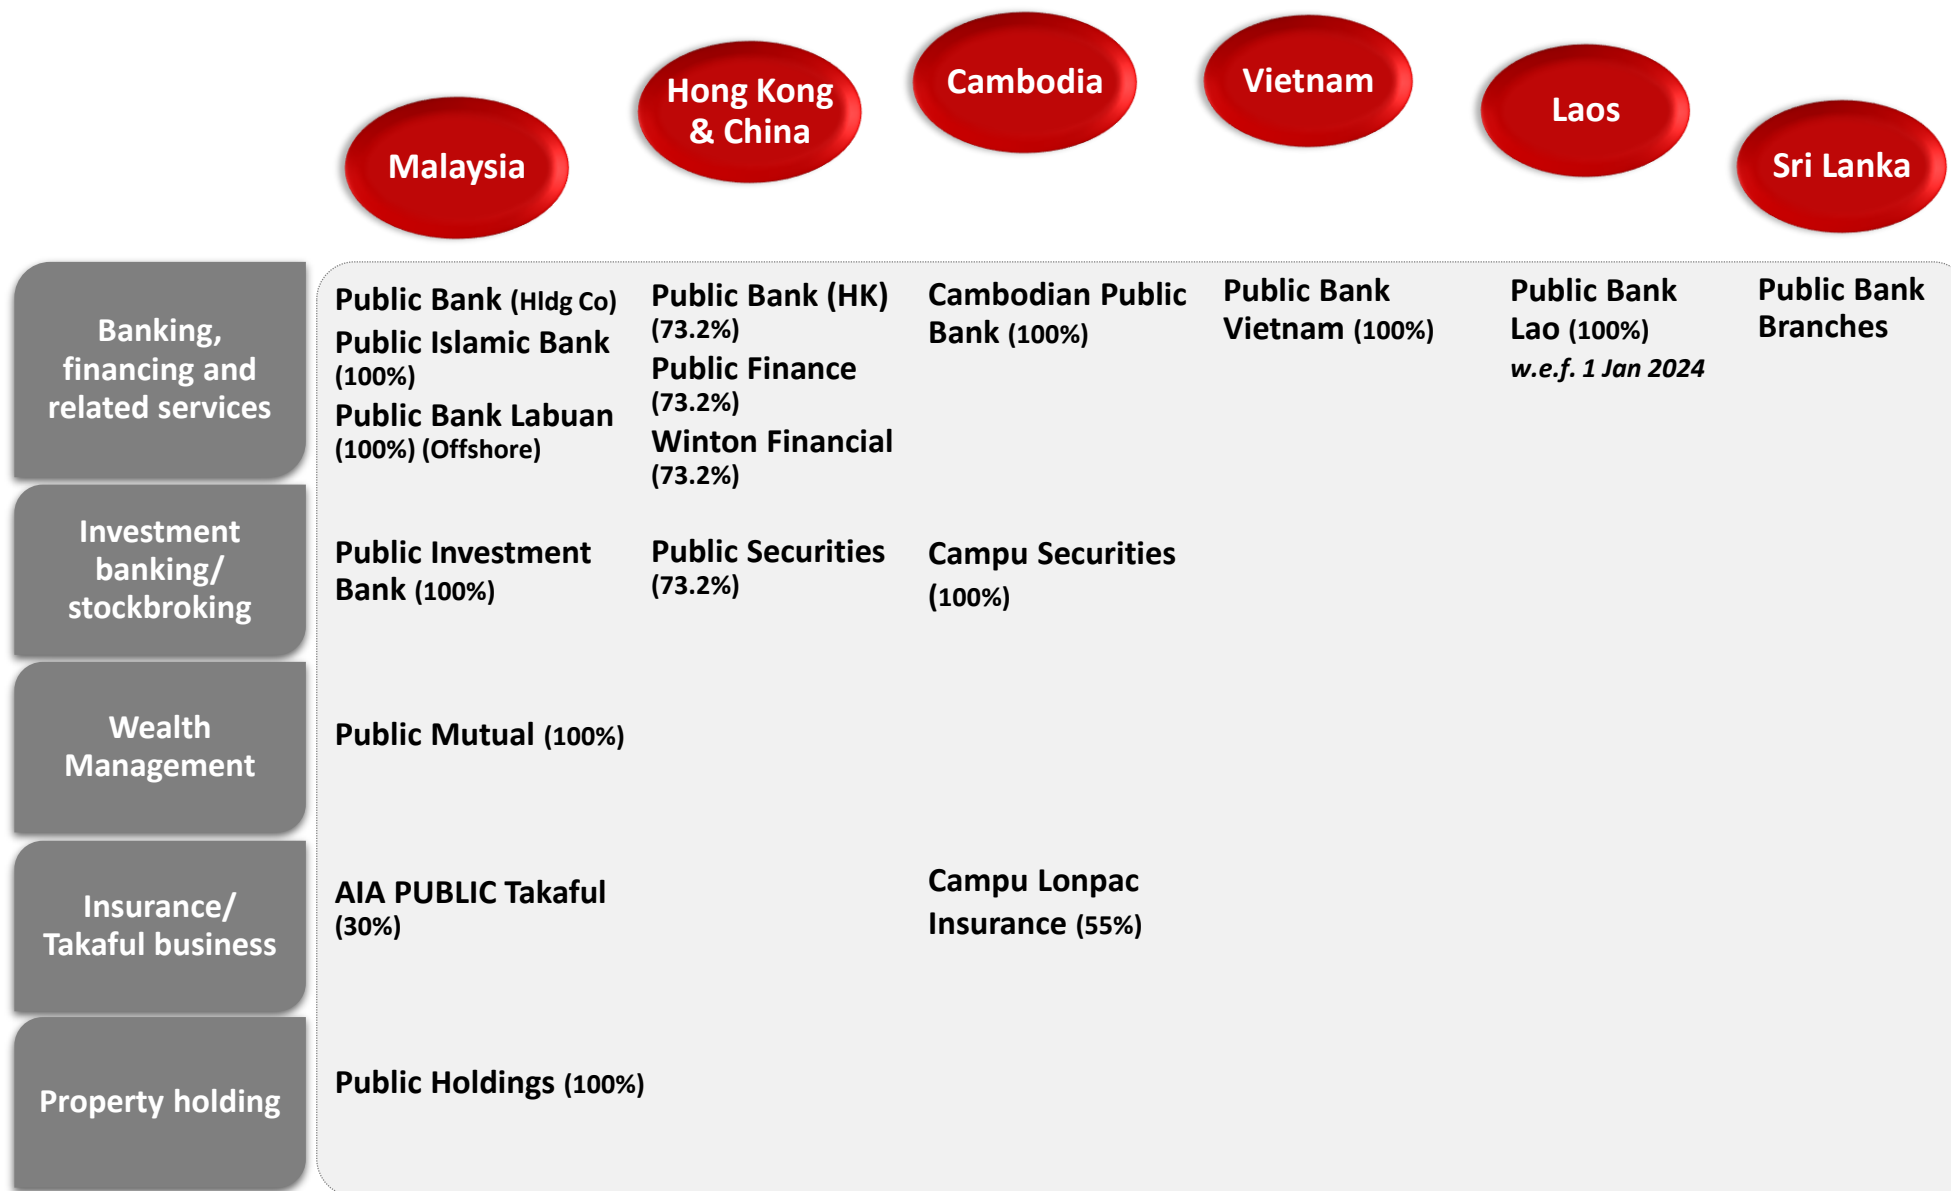 Malaysia
Hong Kong
& China
Cambodia
Vietnam
Laos
Sri Lanka
Banking,
financing and
related services
Public Bank (Hldg Co)
Public Islamic Bank
(100%)
Public Bank Labuan
(100%) (Offshore)
Public Bank (HK)
(73.2%)
Public Finance
(73.2%)
Winton Financial
(73.2%)
Cambodian Public
Bank (100%)
Public Bank
Vietnam (100%)
Public Bank
Lao (100%)
w.e.f. 1 Jan 2024
Public Bank
Branches
Investment
banking/
stockbroking
Public Investment
Bank (100%)
Public Securities
(73.2%)
Campu Securities
(100%)
Wealth
Management
Public Mutual (100%)
Insurance/
Takaful business
AIA PUBLIC Takaful
(30%)
Campu Lonpac
Insurance (55%)
Property holding
Public Holdings (100%)